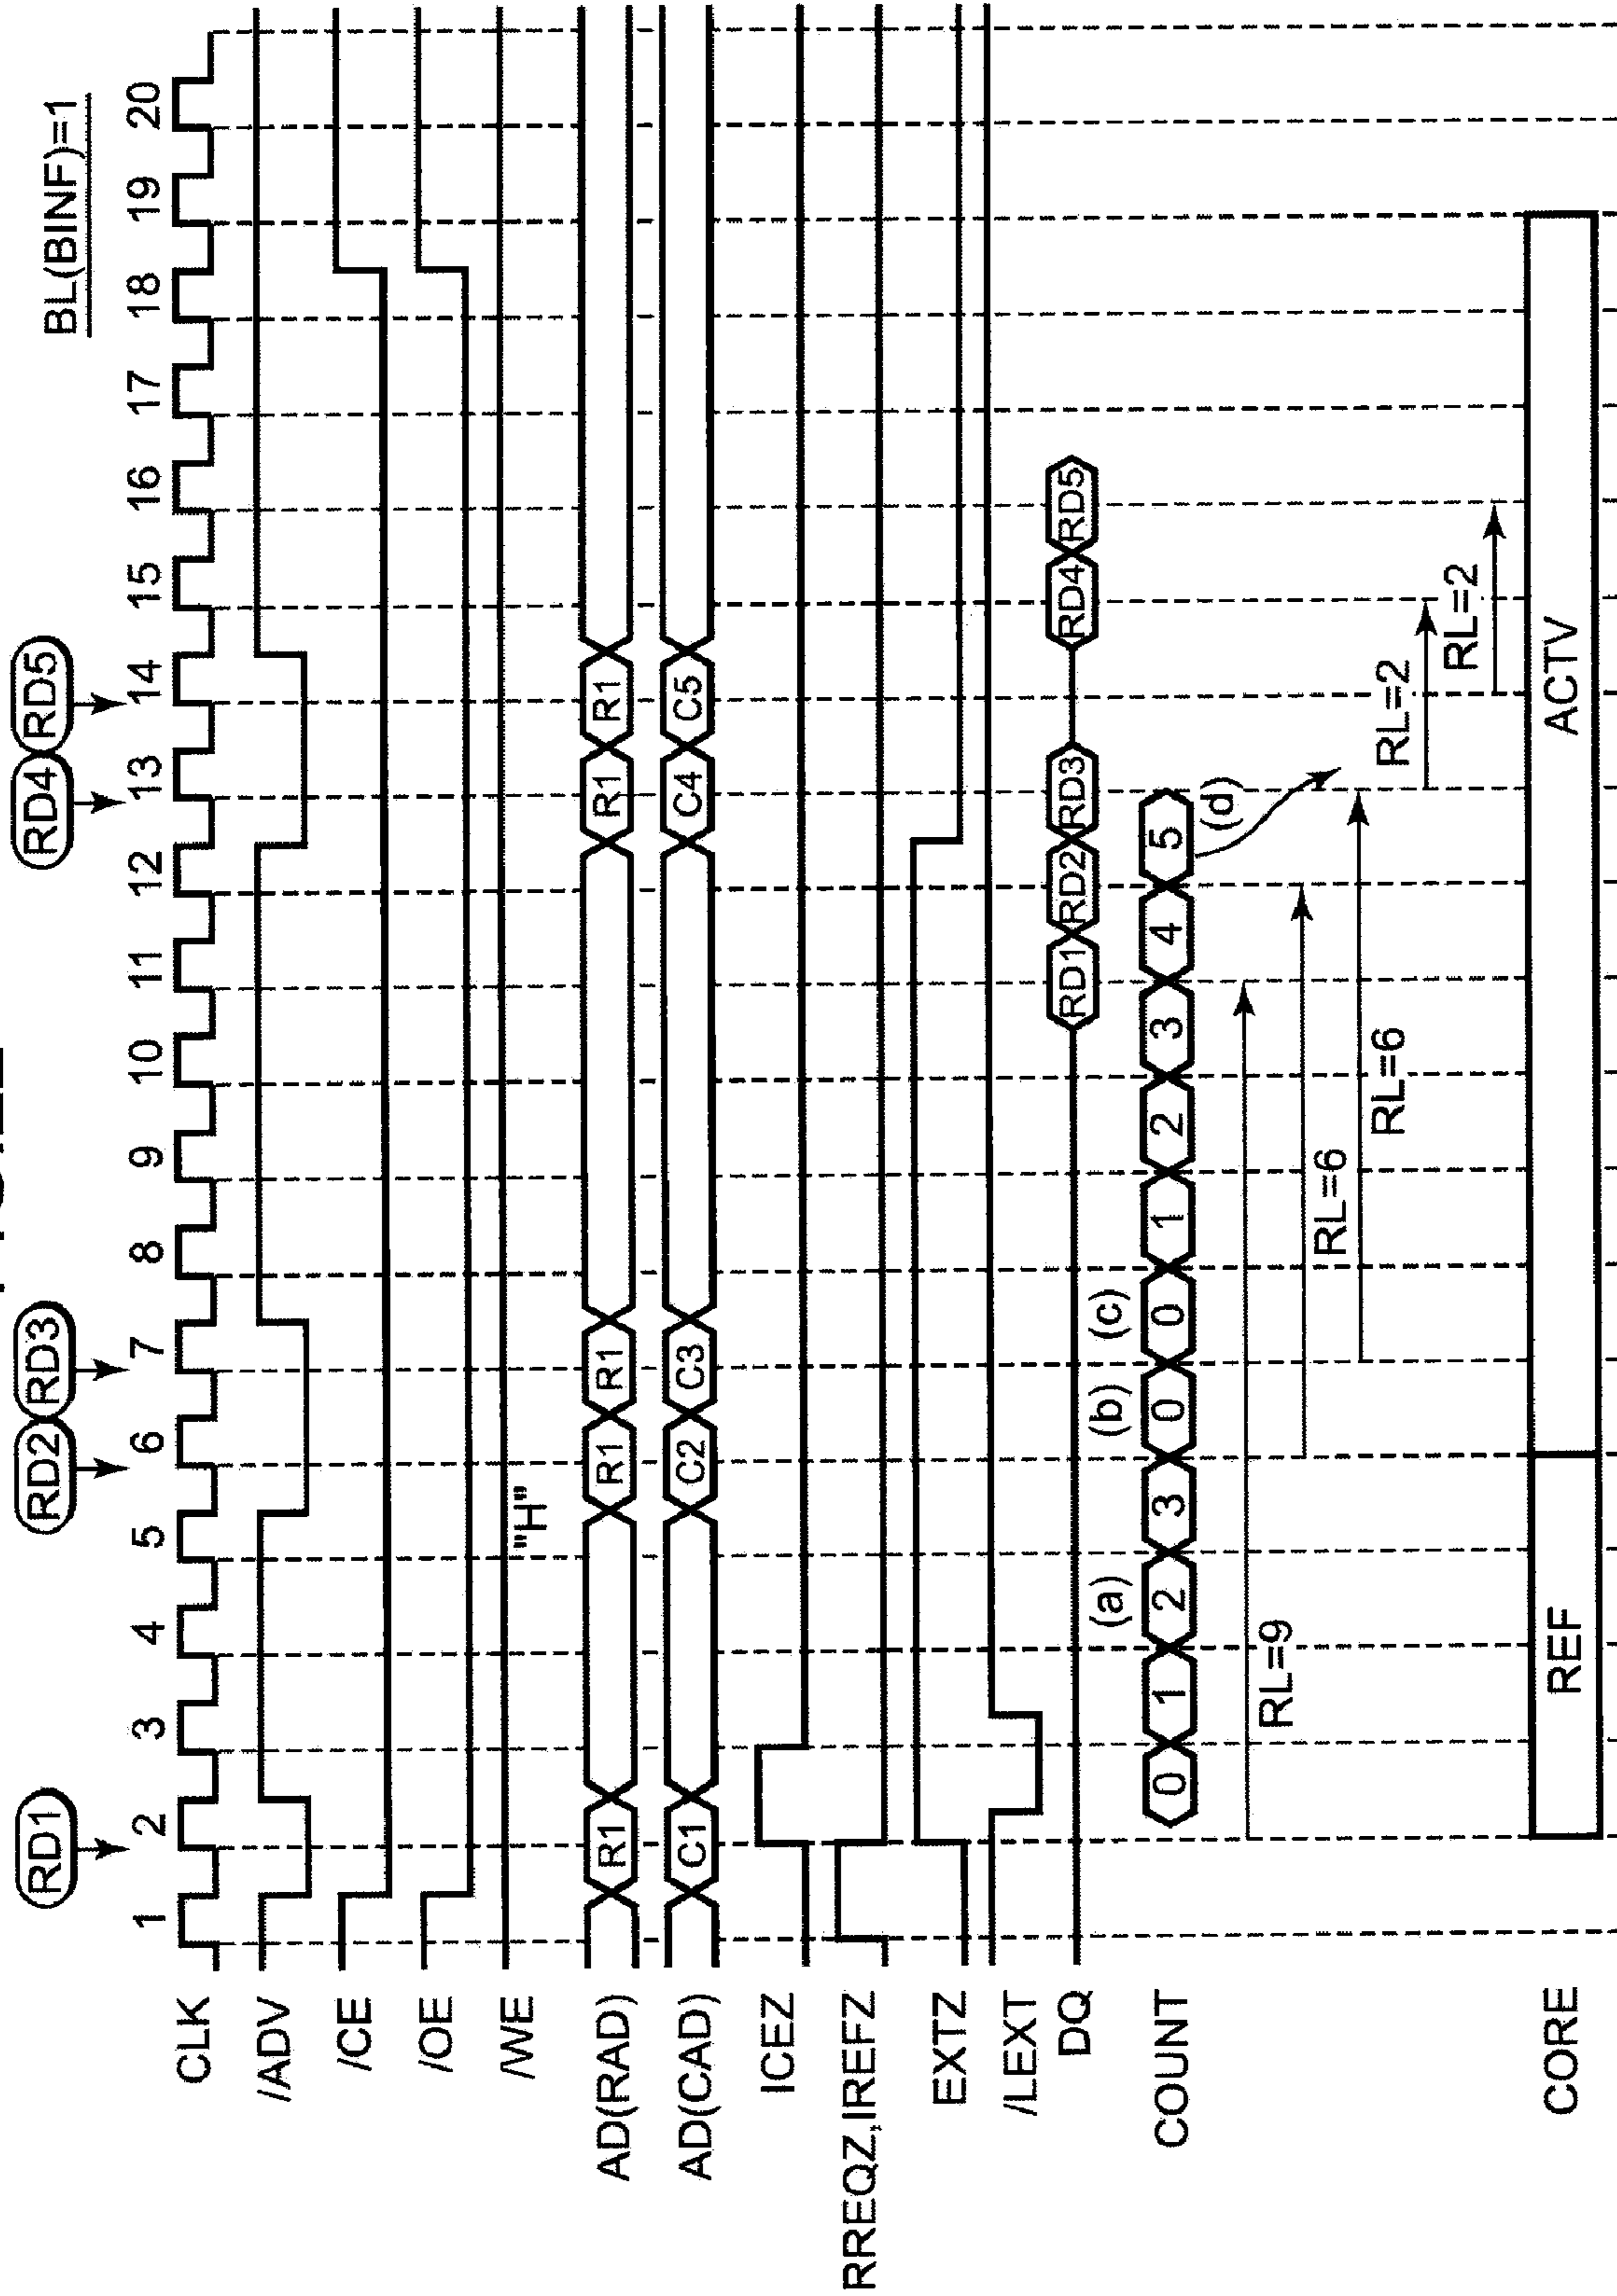 BL(BINF)=1
RD1 RD2 RD3 RD4 RD5
1 2 3 4 5 6 7 8 9 10 11 12 13 14 15 16 17 18 19 20
CLK
/ADV
/CE
/OE
/WE "H"
AD(RAD) R1 R1 R1 R1 R1
AD(CAD) C1 C2 C3 C4 C5
ICEZ
RREQZ,IREFZ
EXTZ
/LEXT
DQ RD1 RD2 RD3 RD4 RD5
(a) (b) (c)
COUNT 0 1 2 3 0 0 1 2 3 4 5
(d)
RL=9
RL=6
RL=6
RL=2
RL=2
CORE REF ACTV